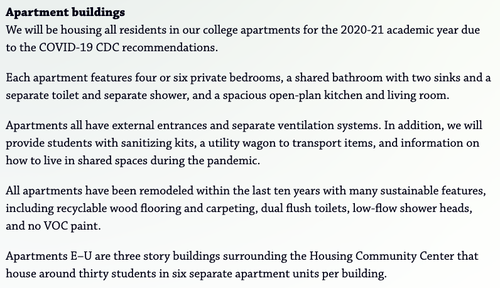 Apartment buildings
We will be housing all residents in our college apartments for the 2020-21 academic year due
to the COVID-19 CDC recommendations.
Each apartment features four or six private bedrooms, a shared bathroom with two sinks and a
separate toilet and separate shower, and a spacious open-plan kitchen and living room.
Apartments all have external entrances and separate ventilation systems. In addition, we will
provide students with sanitizing kits, a utility wagon to transport items, and information on
how to live in shared spaces during the pandemic.
All apartments have been remodeled within the last ten years with many sustainable features,
including recyclable wood flooring and carpeting, dual flush toilets, low-flow shower heads,
and no VOC paint.
Apartments E–U are three story buildings surrounding the Housing Community Center that
house around thirty students in six separate apartment units per building.